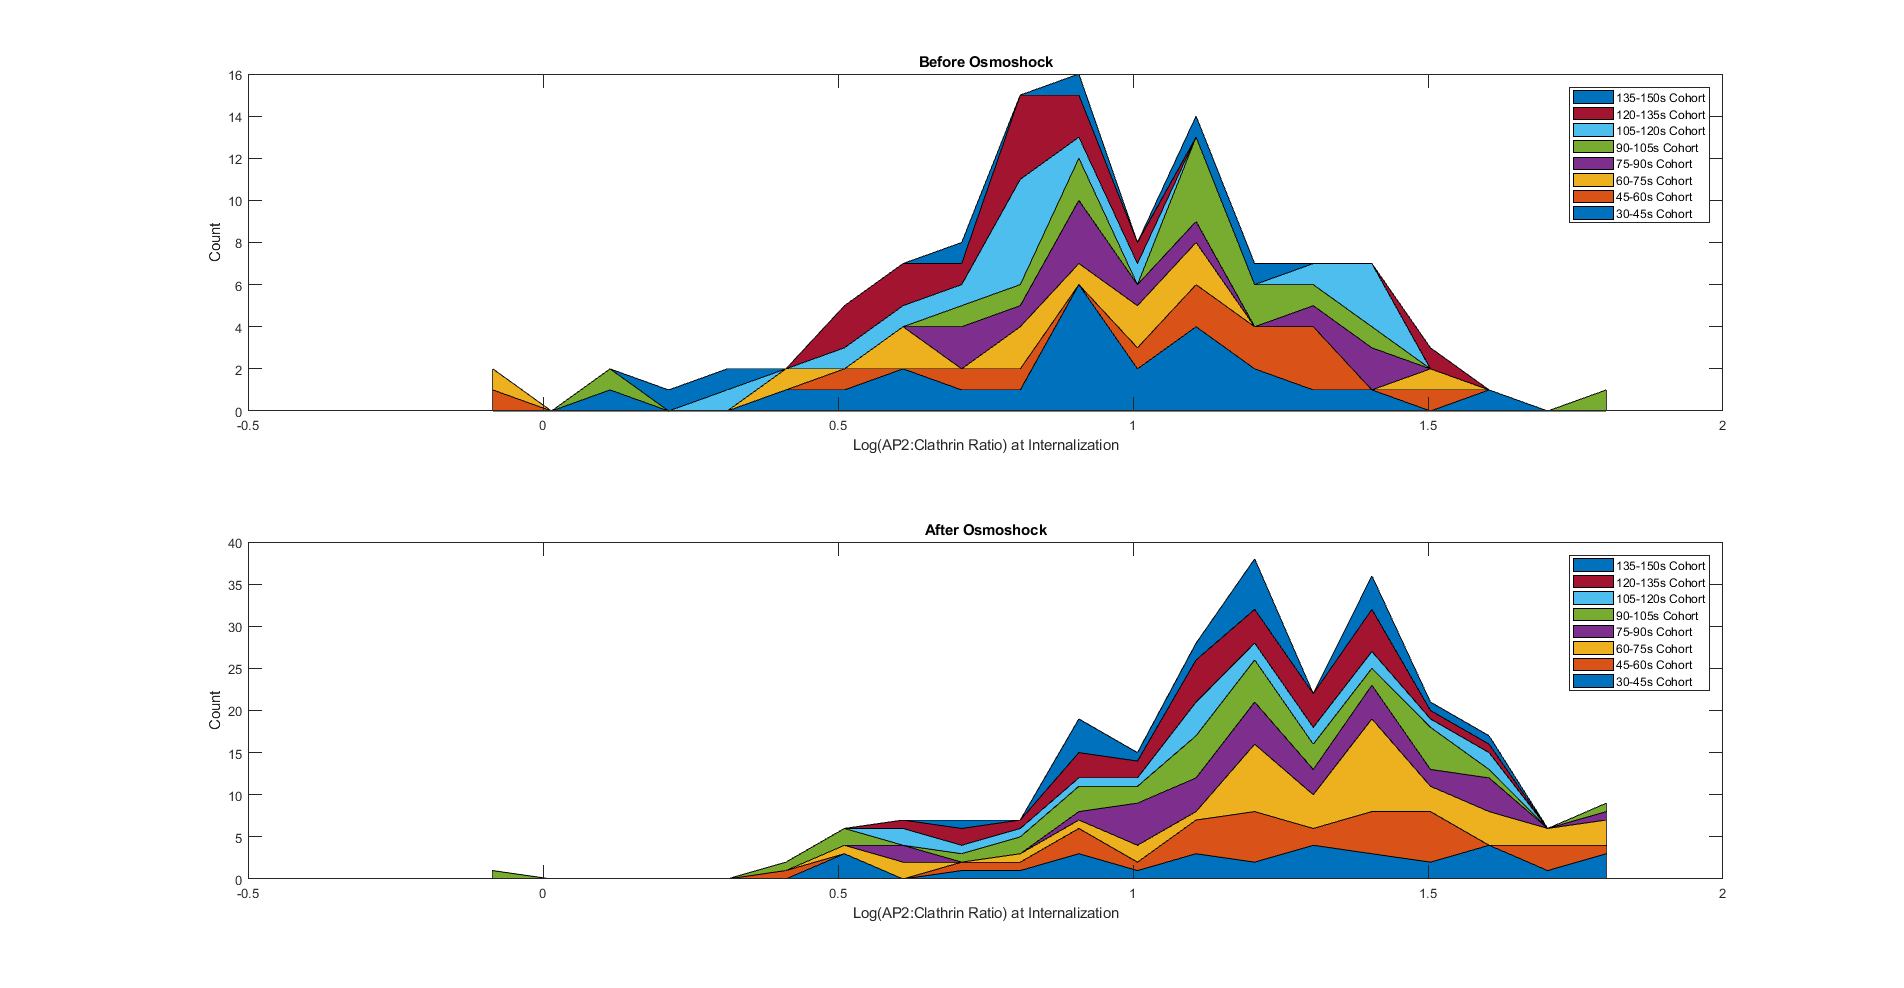 Before Osmoshock
16
14
12
10
8
6
4
2
0
Count
-0.5
0
0.5
1
1.5
2
Log(AP2:Clathrin Ratio) at Internalization
135-150s Cohort
120-135s Cohort
105-120s Cohort
90-105s Cohort
75-90s Cohort
60-75s Cohort
45-60s Cohort
30-45s Cohort
After Osmoshock
40
35
30
25
20
15
10
5
0
Count
-0.5
0
0.5
1
1.5
2
Log(AP2:Clathrin Ratio) at Internalization
135-150s Cohort
120-135s Cohort
105-120s Cohort
90-105s Cohort
75-90s Cohort
60-75s Cohort
45-60s Cohort
30-45s Cohort